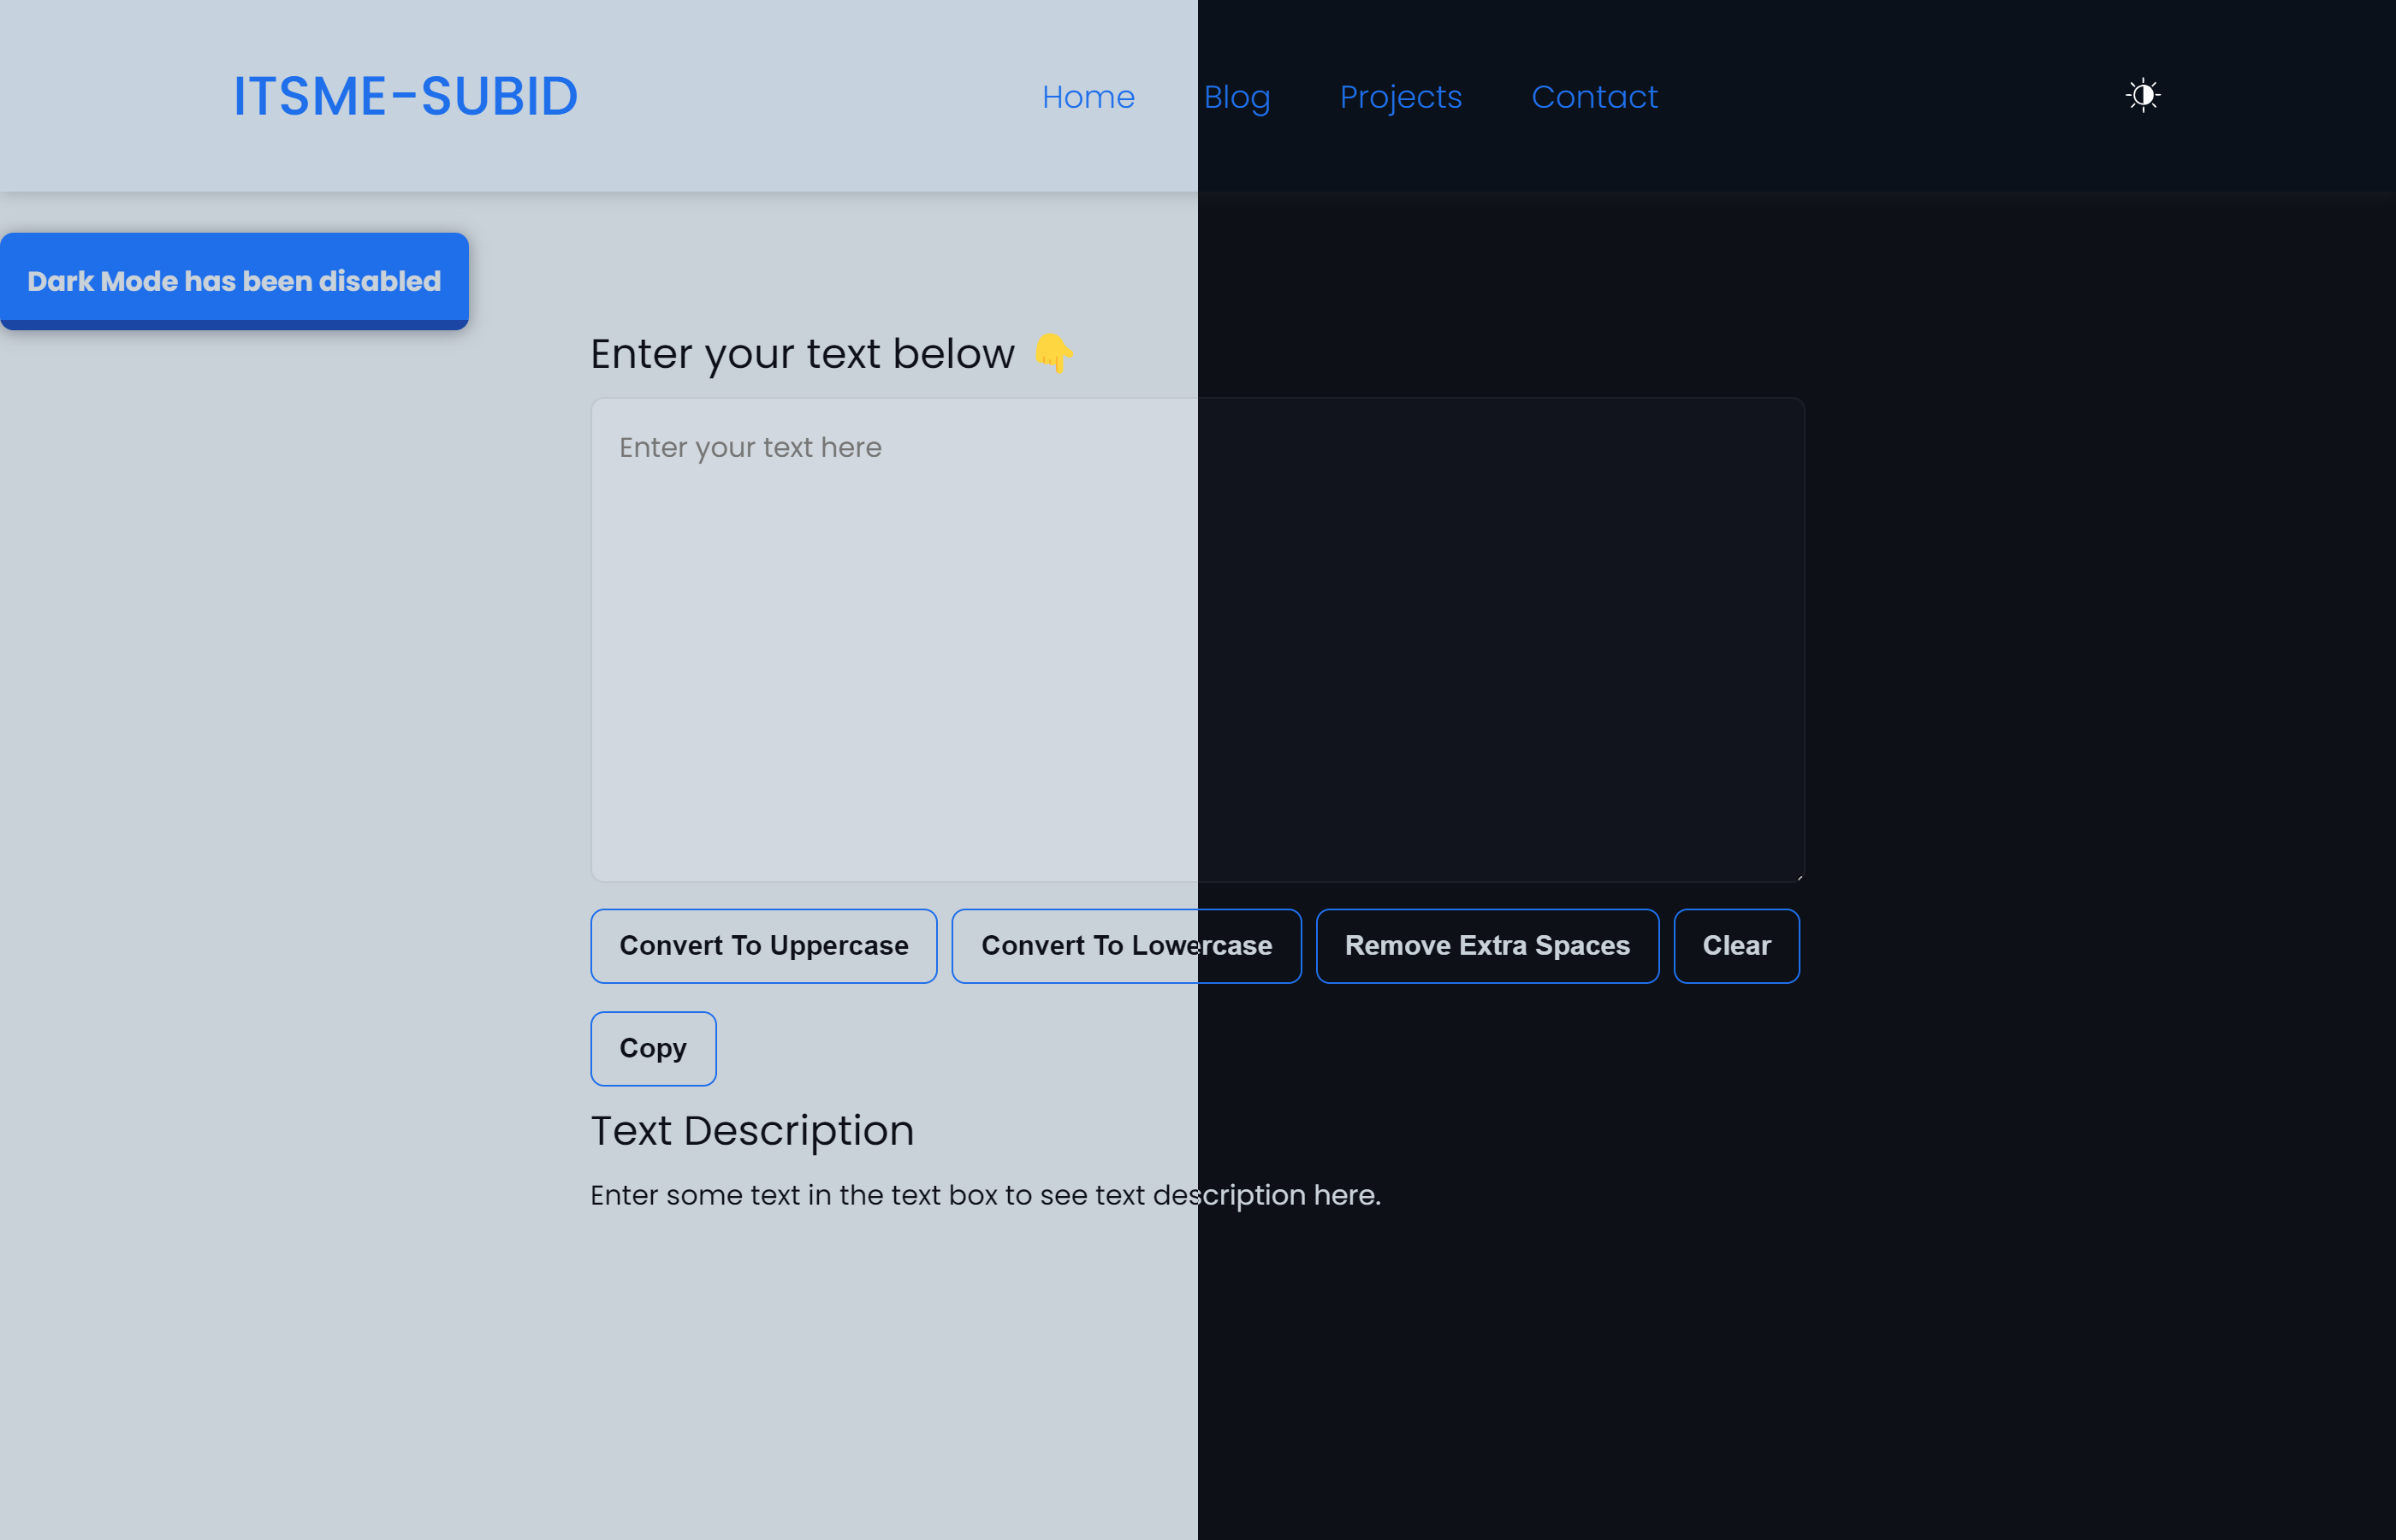 ITSME-SUBID Home Blog Projects Contact
Dark Mode has been disabled
Enter your text below 👇
Enter your text here
Convert To Uppercase Convert To Lowercase Remove Extra Spaces Clear
Copy
Text Description
Enter some text in the text box to see text description here.